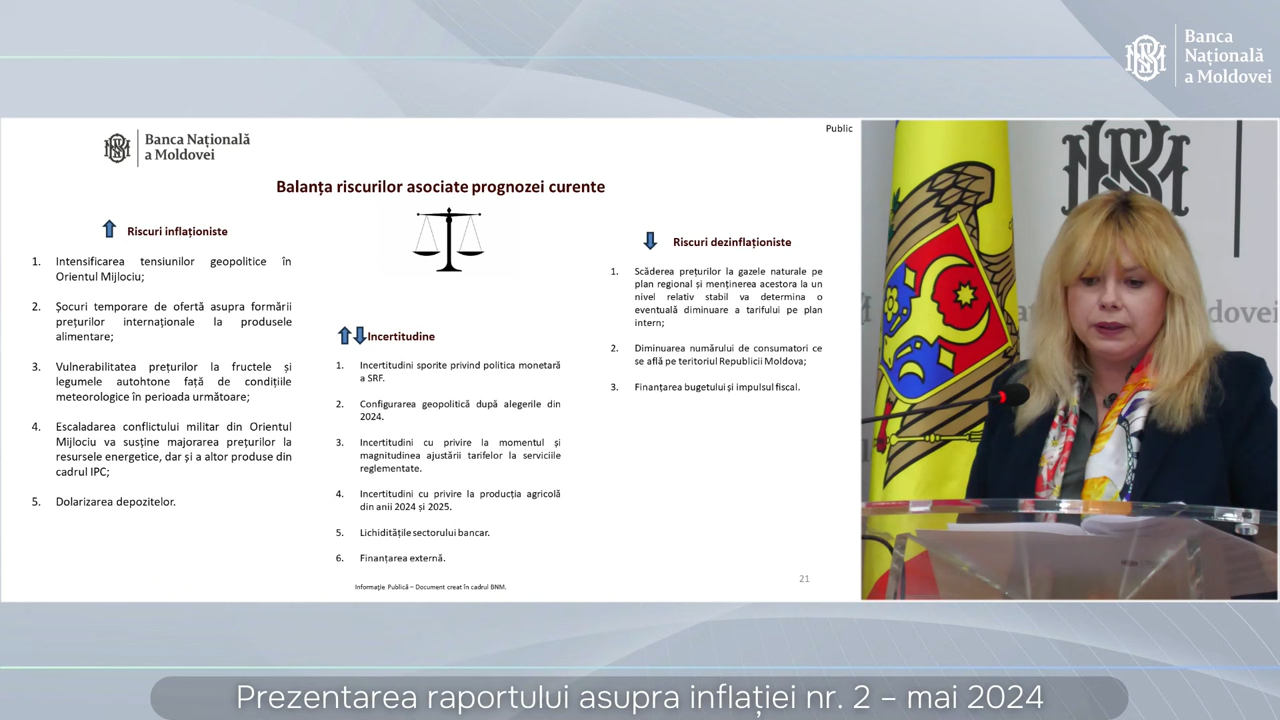 Banca
Națională
a Moldovei
Public
Banca Națională
a Moldovei
Balanța riscurilor asociate prognozei curente
Riscuri inflaționiste
1. Intensificarea tensiunilor geopolitice în
Orientul Mijlociu;
2. Șocuri temporare de ofertă asupra formării
prețurilor internaționale la produsele
alimentare;
3. Vulnerabilitatea prețurilor la fructele și
legumele autohtone față de condițiile
meteorologice în perioada următoare;
4. Escaladarea conflictului militar din Orientul
Mijlociu va susține majorarea prețurilor la
resursele energetice, dar și a altor produse din
cadrul IPC;
5. Dolarizarea depozitelor.
Incertitudine
1. Incertitudini sporite privind politica monetară
a SRF.
2. Configurarea geopolitică după alegerile din
2024.
3. Incertitudini cu privire la momentul și
magnitudinea ajustării tarifelor la serviciile
reglementate.
4. Incertitudini cu privire la producția agricolă
din anii 2024 și 2025.
5. Lichiditățile sectorului bancar.
6. Finanțarea externă.
Riscuri dezinflaționiste
1. Scăderea prețurilor la gazele naturale pe
plan regional și menținerea acestora la un
nivel relativ stabil va determina o
eventuală diminuare a tarifului pe plan
intern;
2. Diminuarea numărului de consumatori ce
se află pe teritoriul Republicii Moldova;
3. Finanțarea bugetului și impulsul fiscal.
Informație Publică – Document creat în cadrul BNM.
21
dovei
Prezentarea raportului asupra inflației nr. 2 – mai 2024